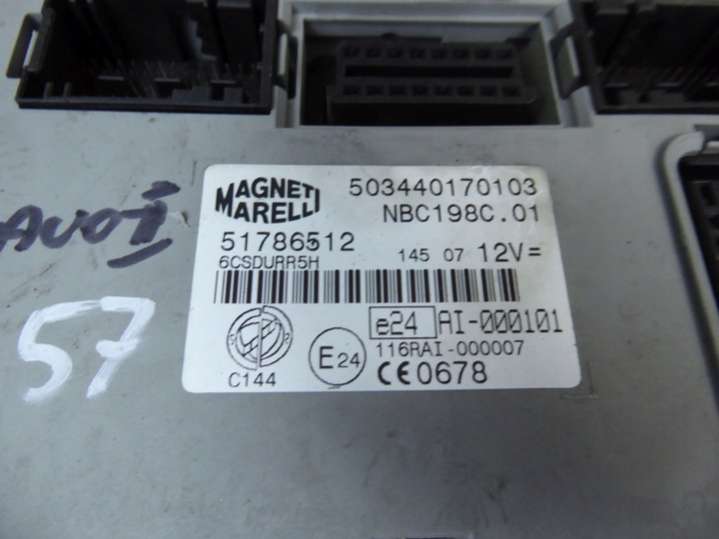 MAGNETI
MARELLI
503440170103
NBC198C.01
51786512
145 07 12V=
6CSDURR5H
e24 AI-000101
E24
116RAI-000007
C144
CE0678
57